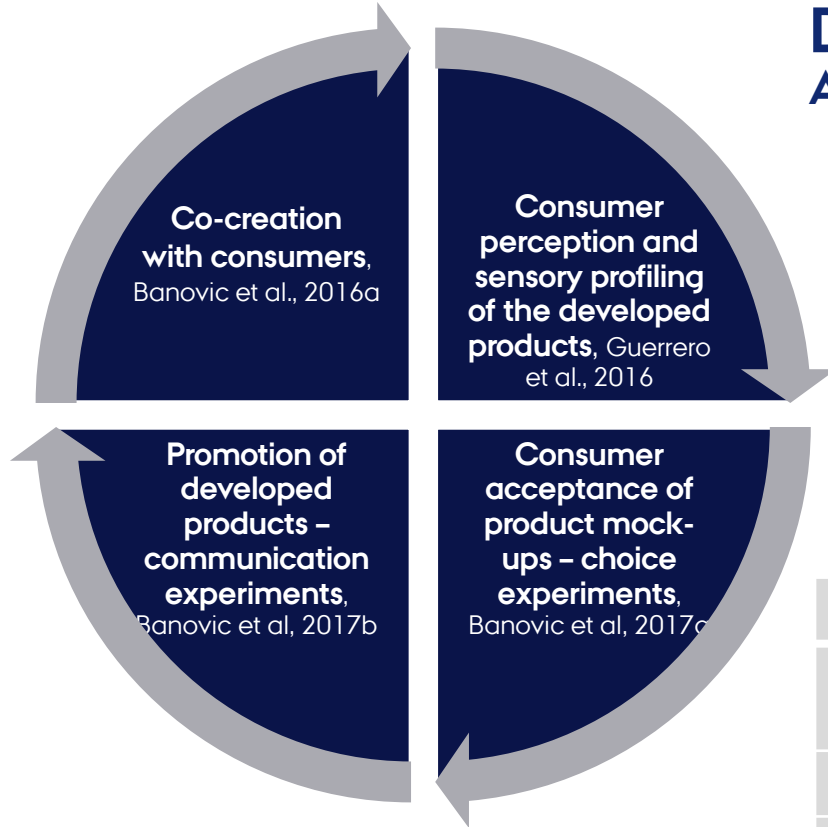 D
A
Co-creation
with consumers,
Banovic et al., 2016a
Consumer
perception and
sensory profiling
of the developed
products, Guerrero
et al., 2016
Promotion of
developed
products –
communication
experiments,
Banovic et al, 2017b
Consumer
acceptance of
product mock-
ups – choice
experiments,
Banovic et al,